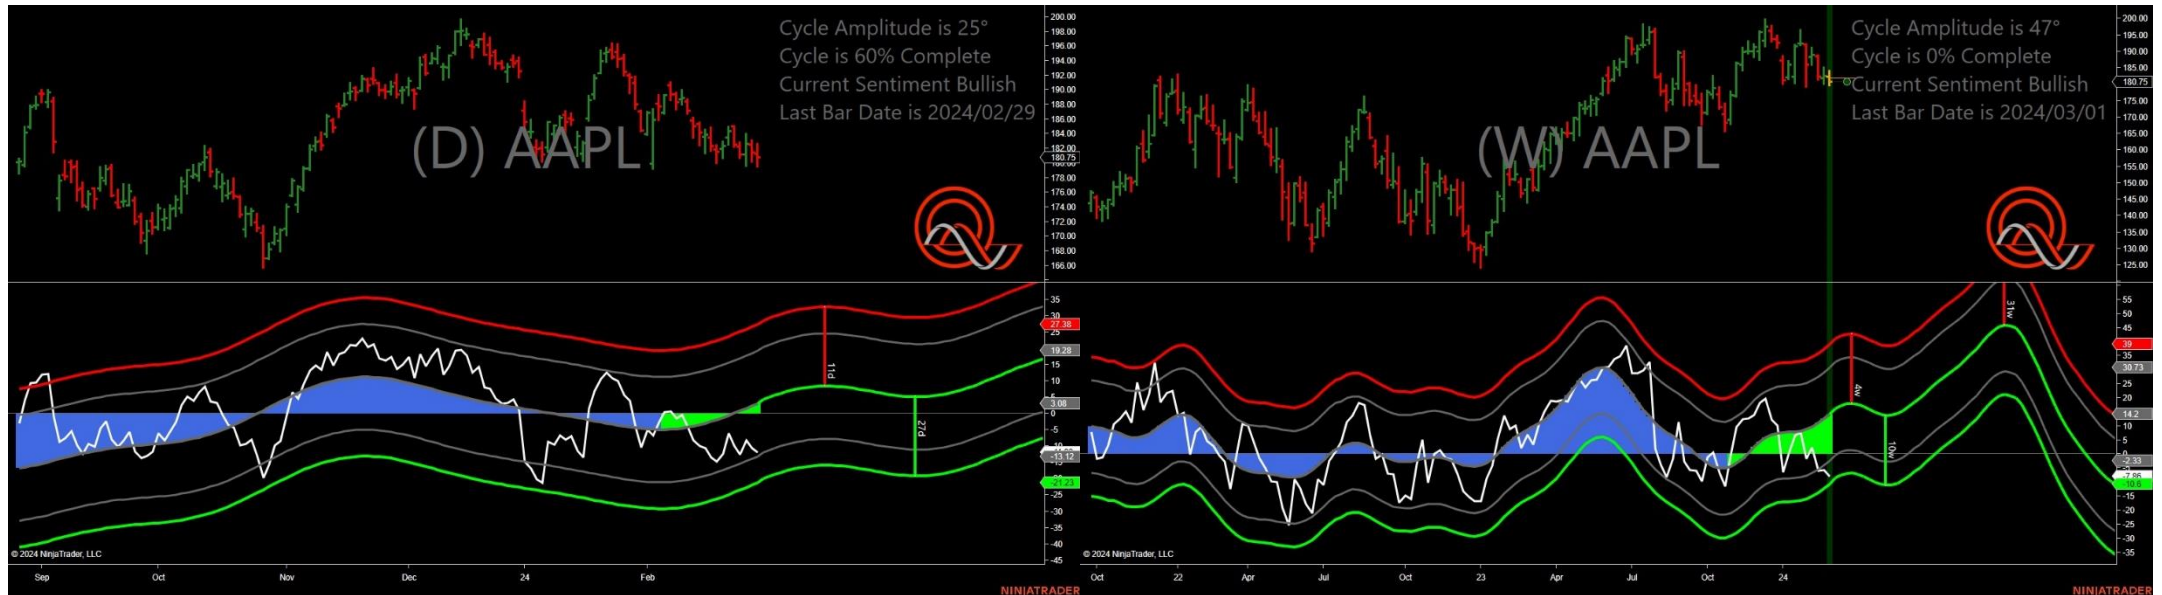 Cycle Amplitude is 25°
Cycle is 60% Complete
Current Sentiment Bullish
Last Bar Date is 2024/02/29
(D) AAPL
200.00
198.00
196.00
194.00
192.00
190.00
188.00
186.00
184.00
182.00
180.75
178.00
176.00
174.00
172.00
170.00
168.00
166.00
35
27.38
25
19.28
15
10
5
3.08
0
-5
-13.12
-21.23
-25
-30
-35
-40
-45
11d
27d
© 2024 NinjaTrader, LLC
Sep
Oct
Nov
Dec
24
Feb
NINJATRADER
Cycle Amplitude is 47°
Cycle is 0% Complete
Current Sentiment Bullish
Last Bar Date is 2024/03/01
(W) AAPL
200.00
195.00
190.00
185.00
180.75
175.00
170.00
165.00
160.00
155.00
150.00
145.00
140.00
135.00
130.00
125.00
55
50
45
39
35
30.73
25
20
14.2
10
5
-2.33
-7.86
-10.6
-15
-20
-25
-30
-35
31w
4w
10w
© 2024 NinjaTrader, LLC
Oct
22
Apr
Jul
Oct
23
Apr
Jul
Oct
24
NINJATRADER